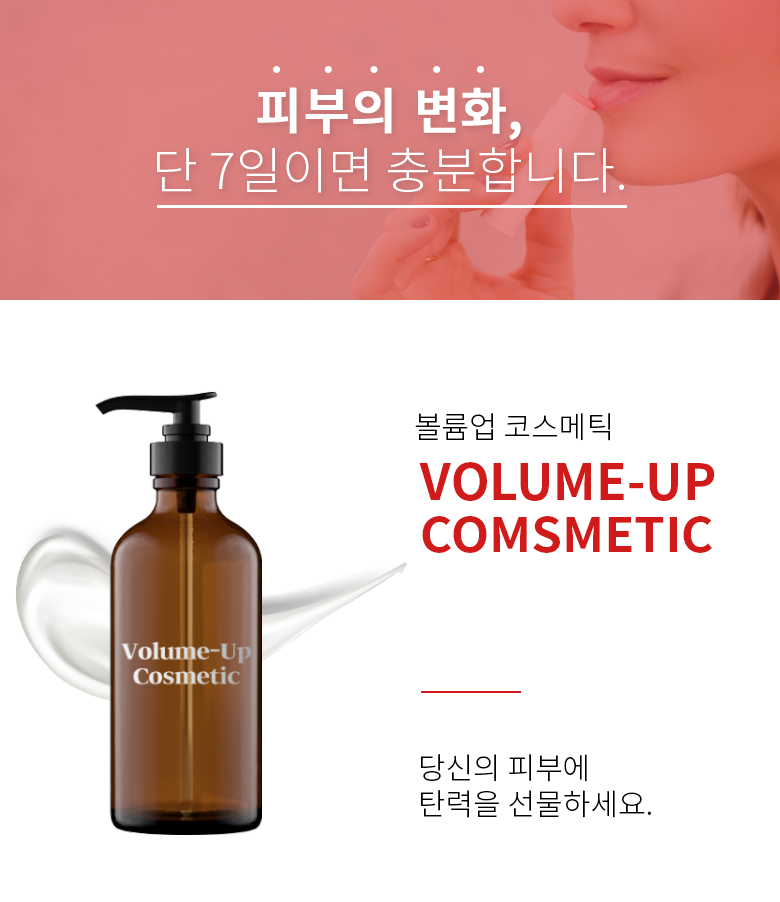 피부의 변화,
단 7일이면 충분합니다.
볼륨업 코스메틱
VOLUME-UP
COMSMETIC
Volume-Up
Cosmetic
당신의 피부에
탄력을 선물하세요.